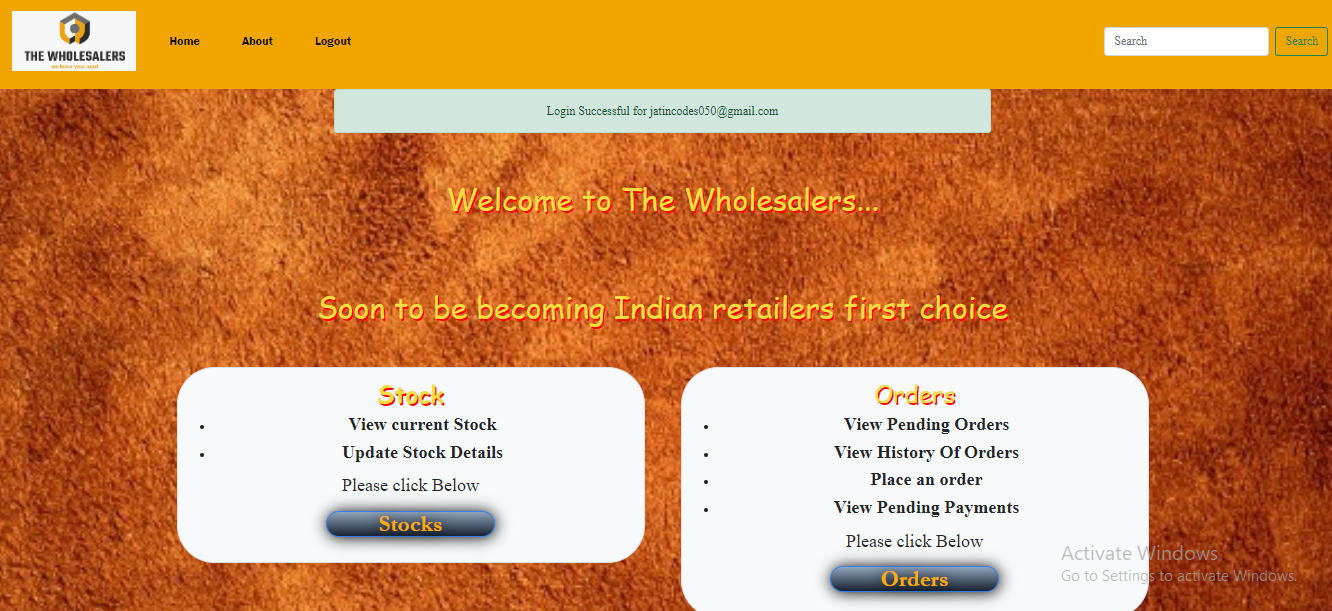 THE WHOLESALERS
we know your need
Home About Logout
Search Search
Login Successful for jatincodes050@gmail.com
Welcome to The Wholesalers...
Soon to be becoming Indian retailers first choice
Stock
• View current Stock
• Update Stock Details
Please click Below
Stocks
Orders
• View Pending Orders
• View History Of Orders
• Place an order
• View Pending Payments
Please click Below
Orders
Activate Windows
Go to Settings to activate Windows.